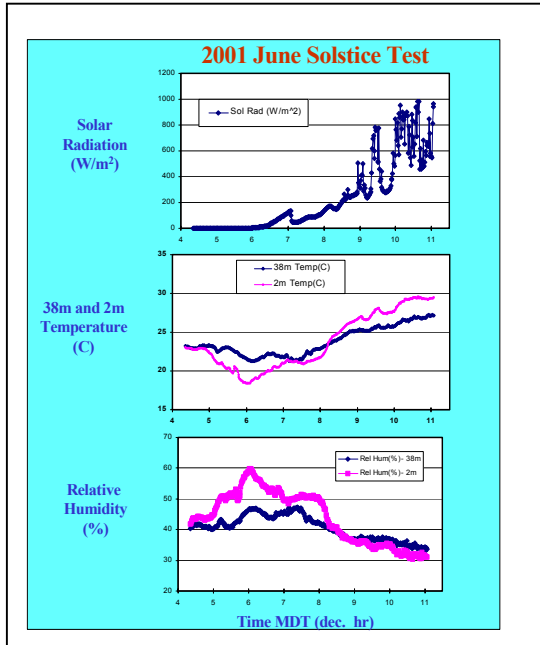 2001 June Solstice Test
Solar
Radiation
(W/m²)
1200
1000
800
600
400
200
0
Sol Rad (W/m^2)
4 5 6 7 8 9 10 11
38m and 2m
Temperature
(C)
35
30
25
20
15
38m Temp(C)
2m Temp(C)
4 5 6 7 8 9 10 11
Relative
Humidity
(%)
70
60
50
40
30
20
Rel Hum(%)- 38m
Rel Hum(%)- 2m
4 5 6 7 8 9 10 11
Time MDT (dec. hr)